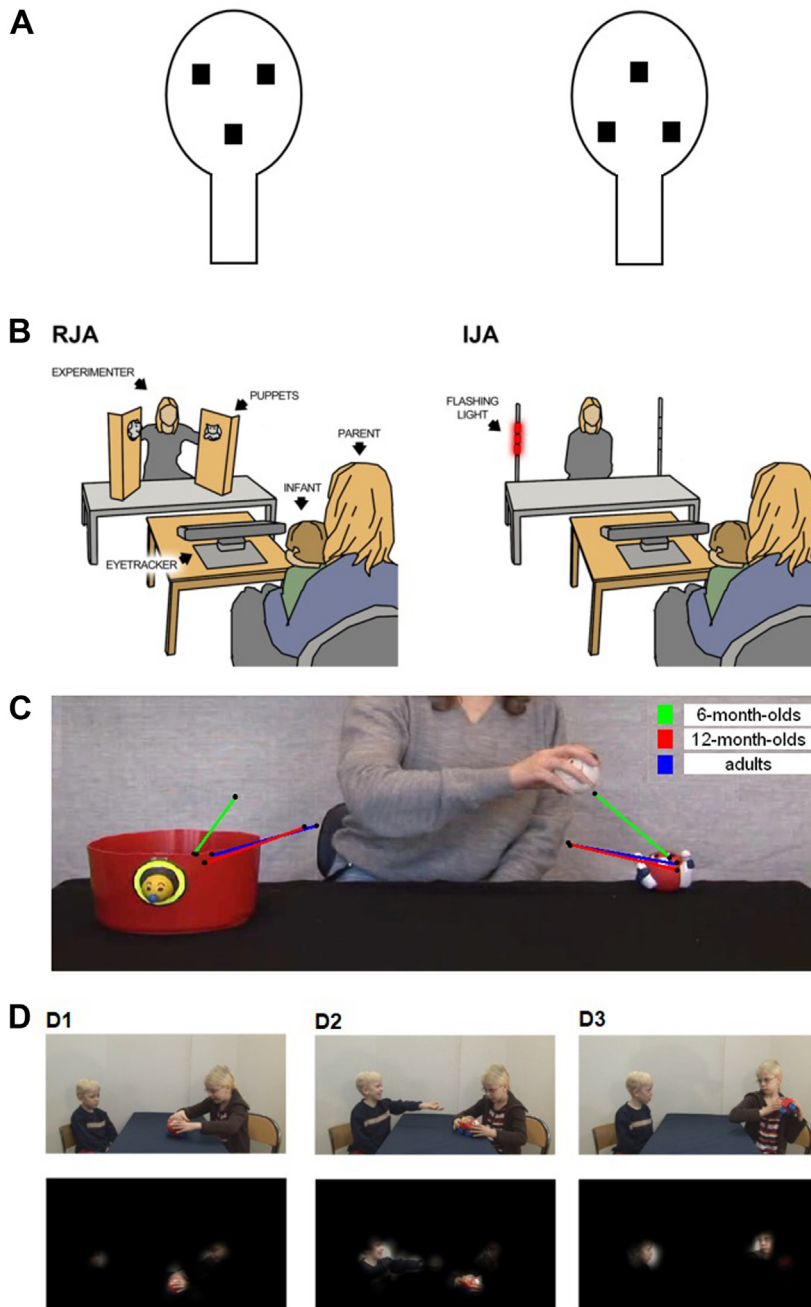 A
B
RJA
IJA
EXPERIMENTER
PUPPETS
PARENT
INFANT
EYETRACKER
FLASHING
LIGHT
C
6-month-olds
12-month-olds
adults
D
D1
D2
D3